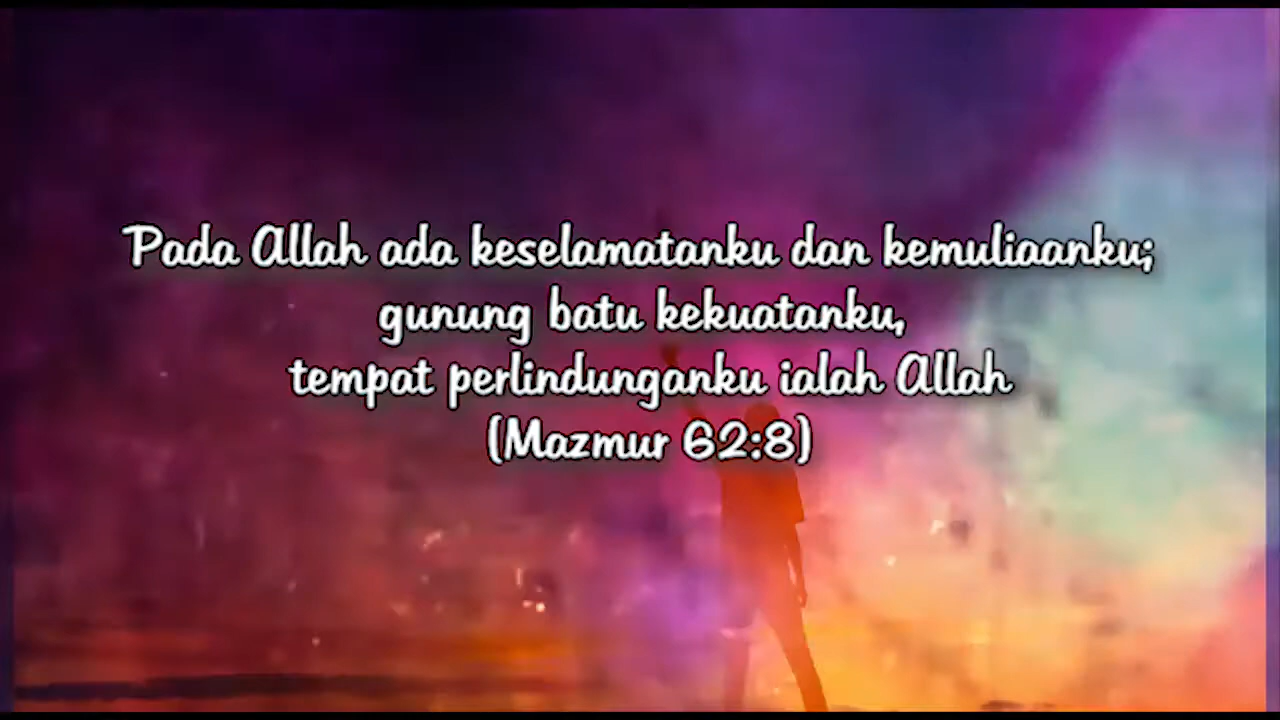 Pada Allah ada keselamatanku dan kemuliaanku;
gunung batu kekuatanku,
tempat perlindunganku ialah Allah
(Mazmur 62:8)